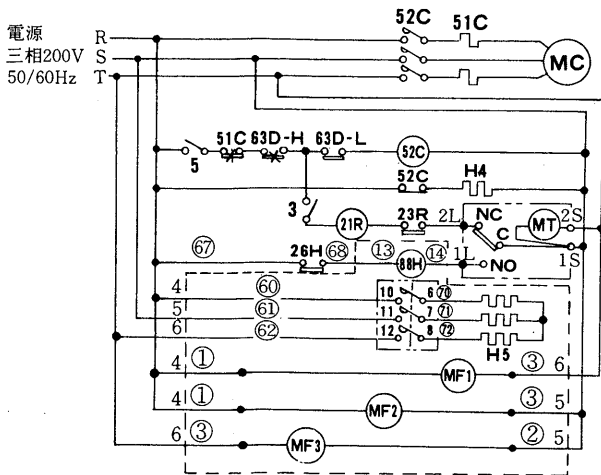 電源 R 52C 51C
三相200V S MC
50/60Hz T
51C 63D-H 63D-L 52C
5
52C H4
3 21R 23R 2L NC MT 2S
C
67 26H 68 13 88H 14 1L NO 1S
4 60 10 6 70
5 61 11 7 71
6 62 12 8 72
H5
4 ① MF1 ③ 6
4 ① MF2 ③ 5
6 ③ MF3 ② 5